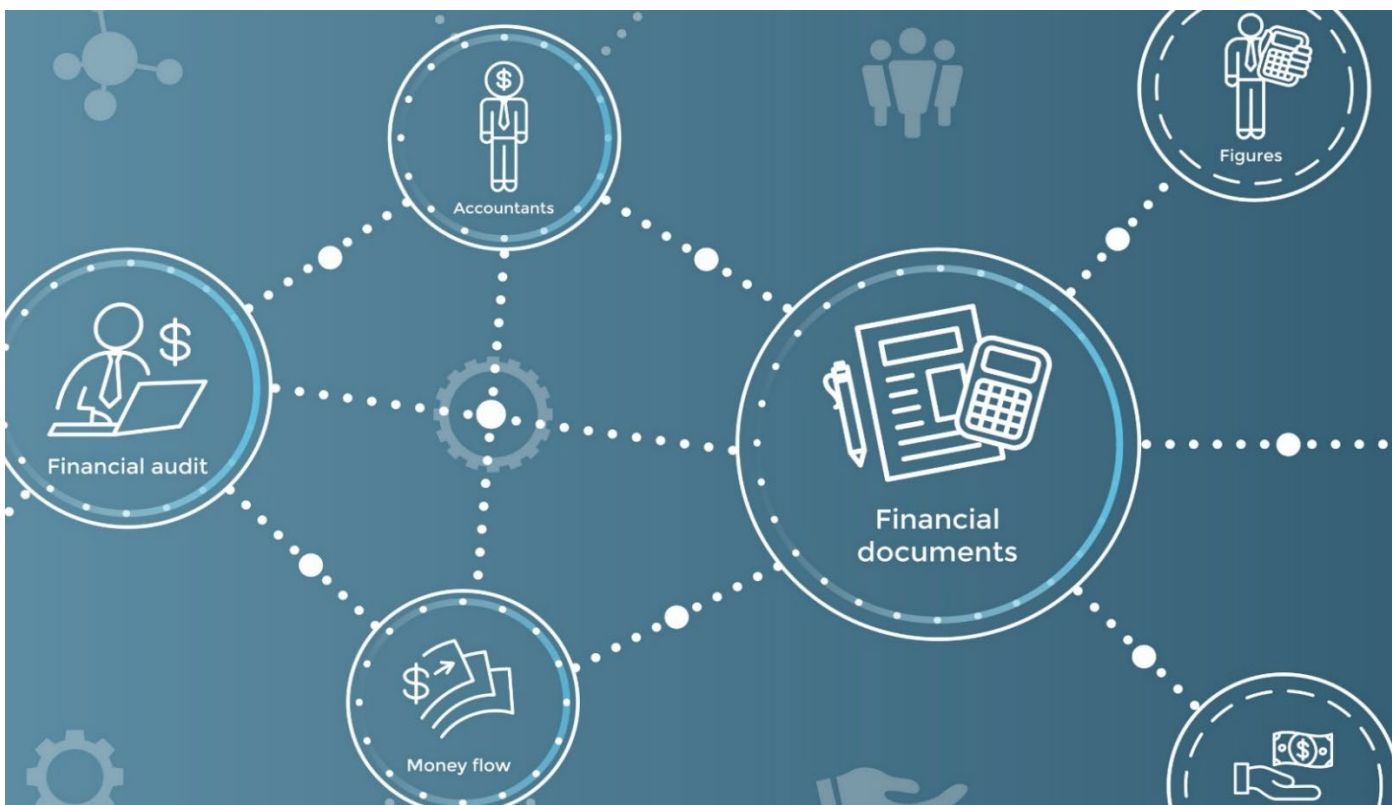 Accountants
Figures
Financial audit
Financial
documents
Money flow